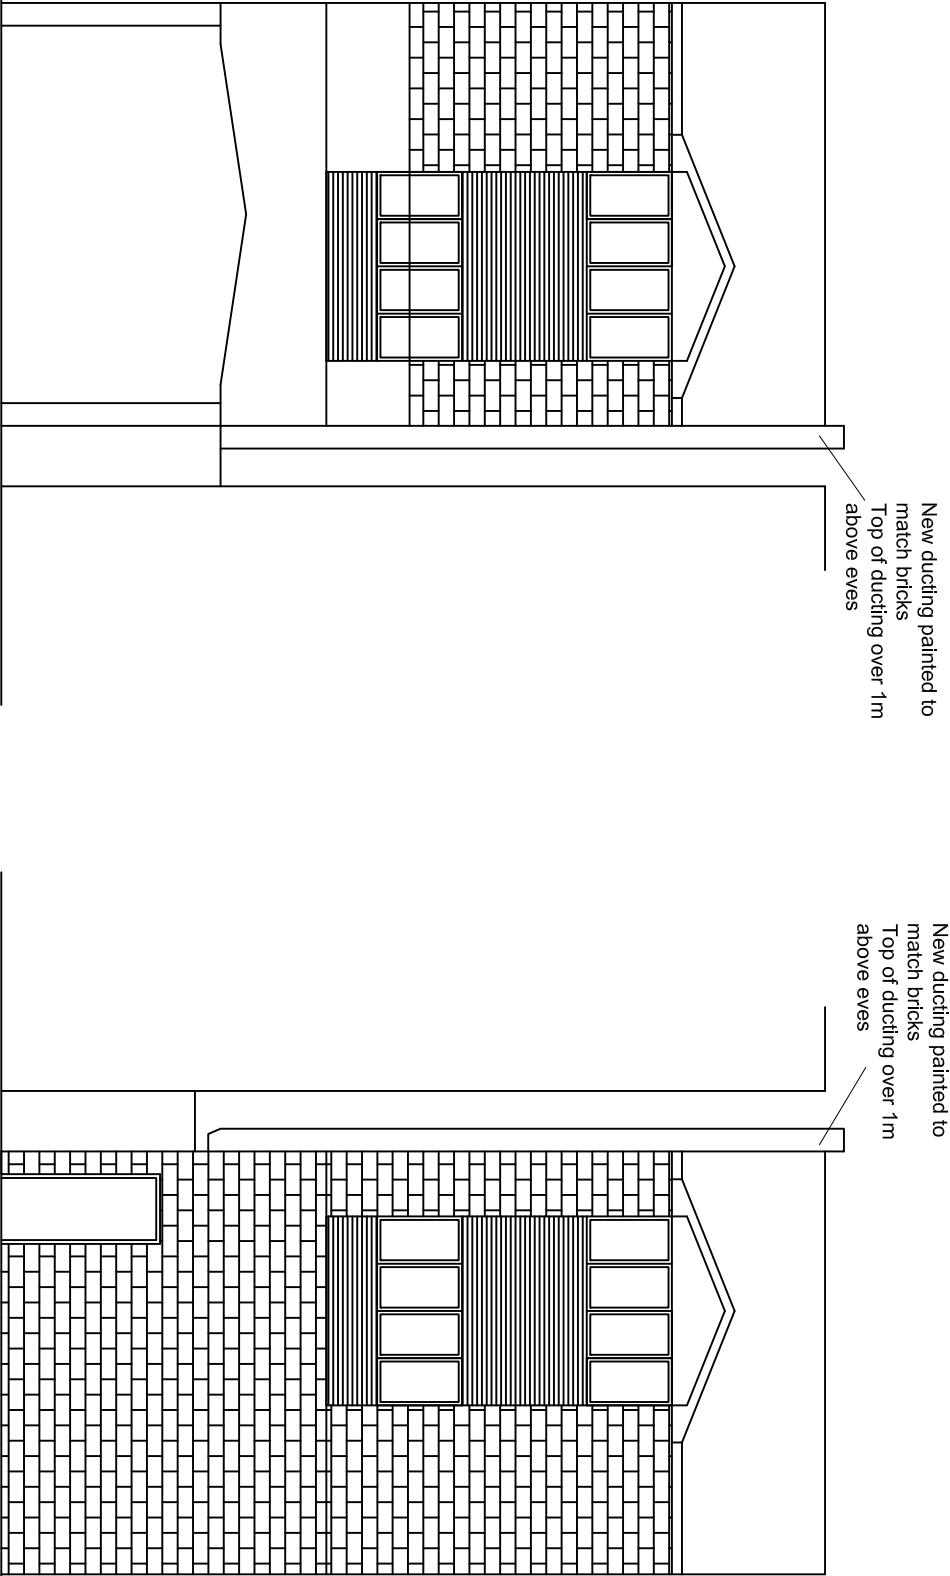 New ducting painted to
match bricks
Top of ducting over 1m
above eves
New ducting painted to
match bricks
Top of ducting over 1m
above eves